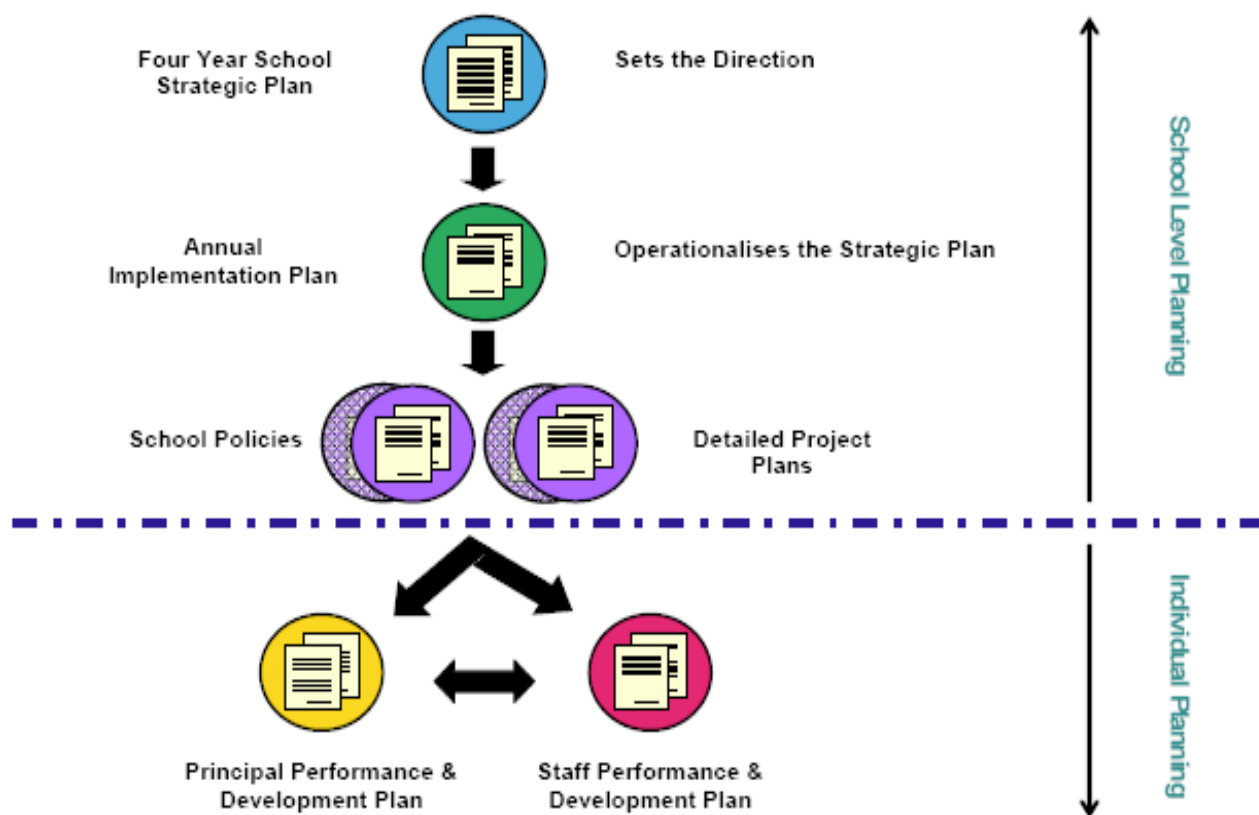 Four Year School
Strategic Plan
Sets the Direction
Annual
Implementation Plan
Operationalises the Strategic Plan
School Policies
Detailed Project
Plans
School Level Planning
Principal Performance &
Development Plan
Staff Performance &
Development Plan
Individual Planning